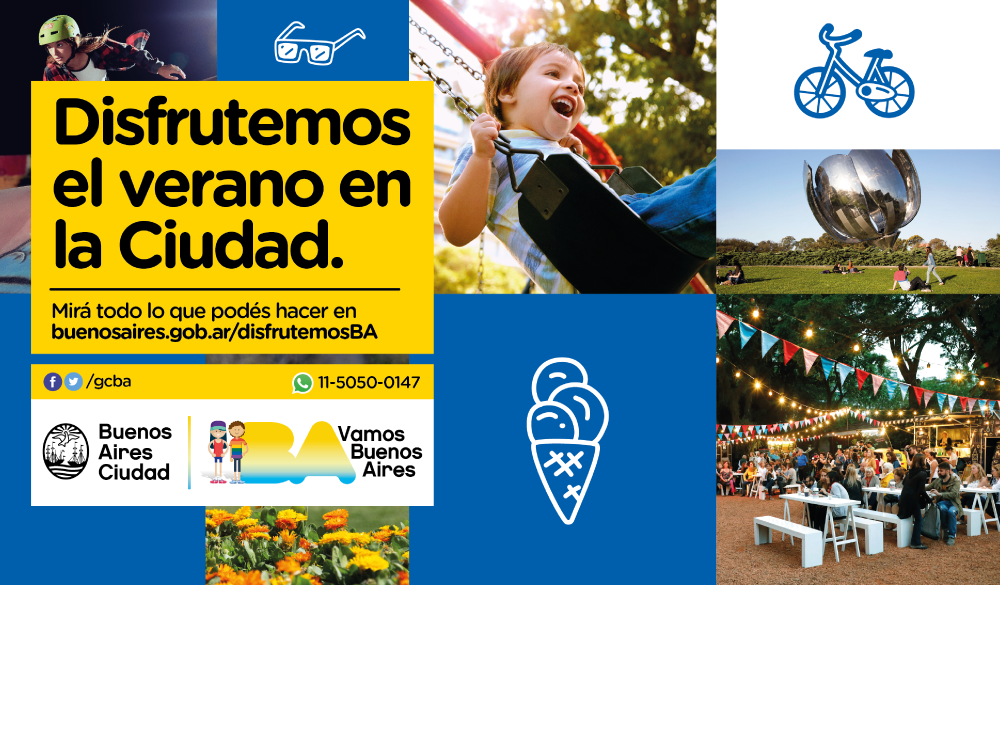 Disfrutemos
el verano en
la Ciudad.
Mirá todo lo que podés hacer en
buenosaires.gob.ar/disfrutemosBA
/gcba
11-5050-0147
Buenos
Aires
Ciudad
BA
Vamos
Buenos
Aires